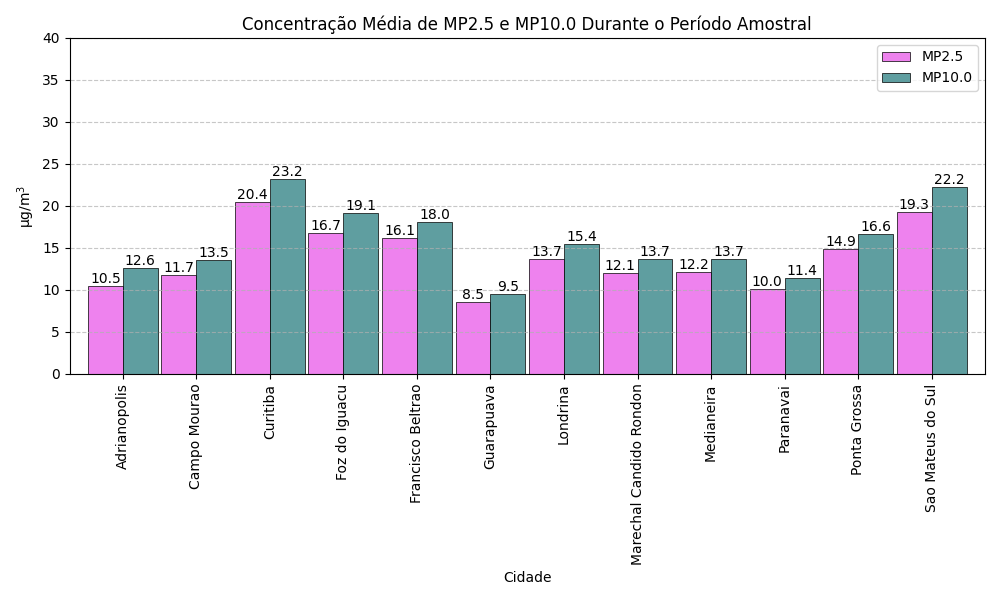 Concentração Média de MP2.5 e MP10.0 Durante o Período Amostral
MP2.5
MP10.0
µg/m³
40
35
30
25
20
15
10
5
0
10.5 12.6
11.7 13.5
20.4 23.2
16.7 19.1
16.1 18.0
8.5 9.5
13.7 15.4
12.1 13.7
12.2 13.7
10.0 11.4
14.9 16.6
19.3 22.2
Adrianopolis
Campo Mourao
Curitiba
Foz do Iguacu
Francisco Beltrao
Guarapuava
Londrina
Marechal Candido Rondon
Medianeira
Paranavai
Ponta Grossa
Sao Mateus do Sul
Cidade